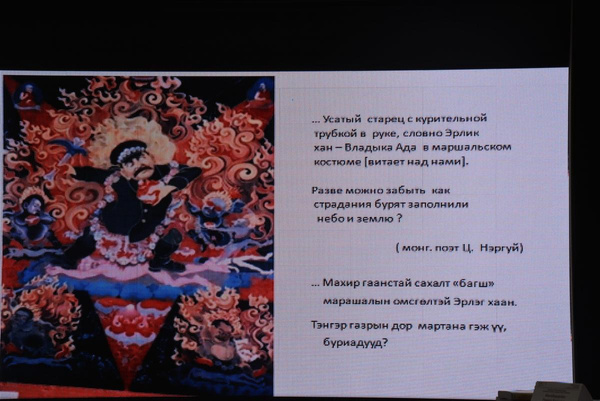 ... Усатый старец с курительной
трубкой в руке, словно Эрлик
хан – Владыка Ада в маршальском
костюме [витает над нами].
Разве можно забыть как
страдания бурят заполнили
небо и землю ?
( монг. поэт Ц. Нэргуй)
... Махир гаанстай сахалт «багш»
марашалын өмсгөлтэй Эрлэг хаан.
Тэнгэр газрын дор мартана гэж үү,
буриадууд?